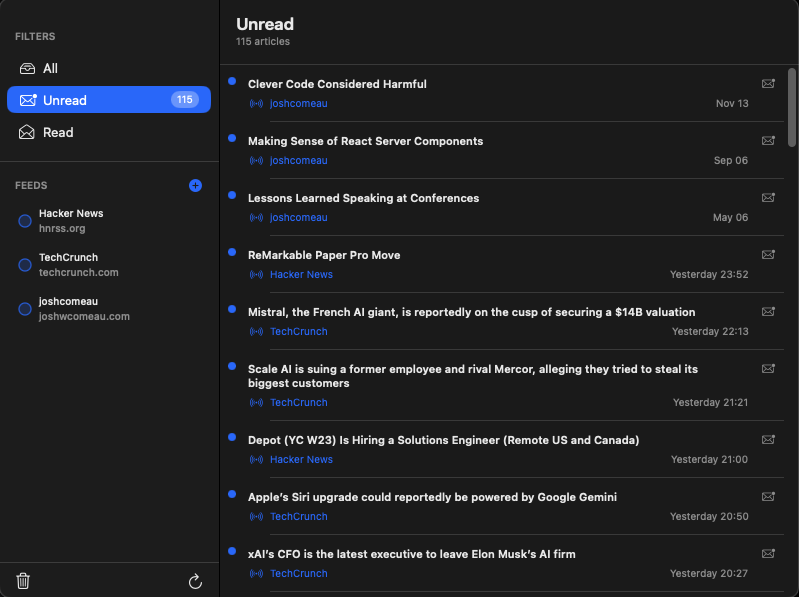 FILTERS
All
Unread 115
Read
FEEDS
Hacker News
hnrss.org
TechCrunch
techcrunch.com
joshcomeau
joshwcomeau.com
Unread
115 articles
Clever Code Considered Harmful
joshcomeau Nov 13
Making Sense of React Server Components
joshcomeau Sep 06
Lessons Learned Speaking at Conferences
joshcomeau May 06
ReMarkable Paper Pro Move
Hacker News Yesterday 23:52
Mistral, the French AI giant, is reportedly on the cusp of securing a $14B valuation
TechCrunch Yesterday 22:13
Scale AI is suing a former employee and rival Mercor, alleging they tried to steal its
biggest customers
TechCrunch Yesterday 21:21
Depot (YC W23) Is Hiring a Solutions Engineer (Remote US and Canada)
Hacker News Yesterday 21:00
Apple’s Siri upgrade could reportedly be powered by Google Gemini
TechCrunch Yesterday 20:50
xAI’s CFO is the latest executive to leave Elon Musk’s AI firm
TechCrunch Yesterday 20:27